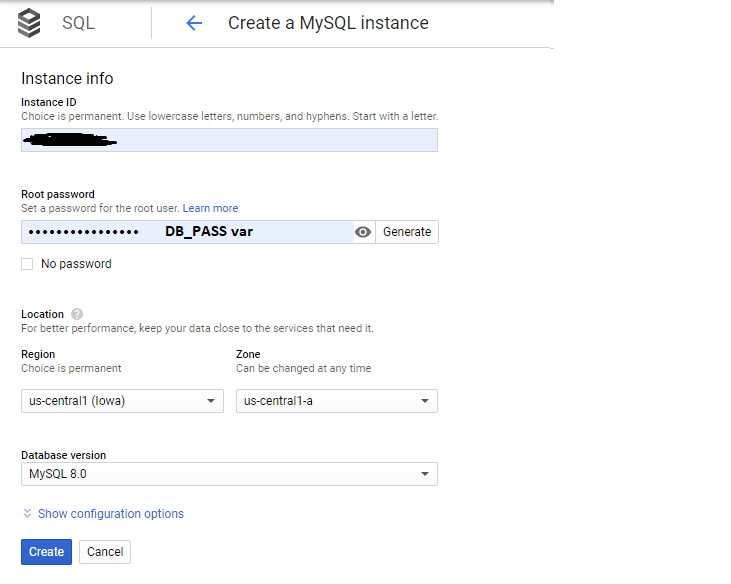 SQL
Create a MySQL instance
Instance info
Instance ID
Choice is permanent. Use lowercase letters, numbers, and hyphens. Start with a letter.
Root password
Set a password for the root user. Learn more
•••••••••••••••• DB_PASS var Generate
No password
Location ?
For better performance, keep your data close to the services that need it.
Region Zone
Choice is permanent Can be changed at any time
us-central1 (Iowa) us-central1-a
Database version
MySQL 8.0
Show configuration options
Create Cancel